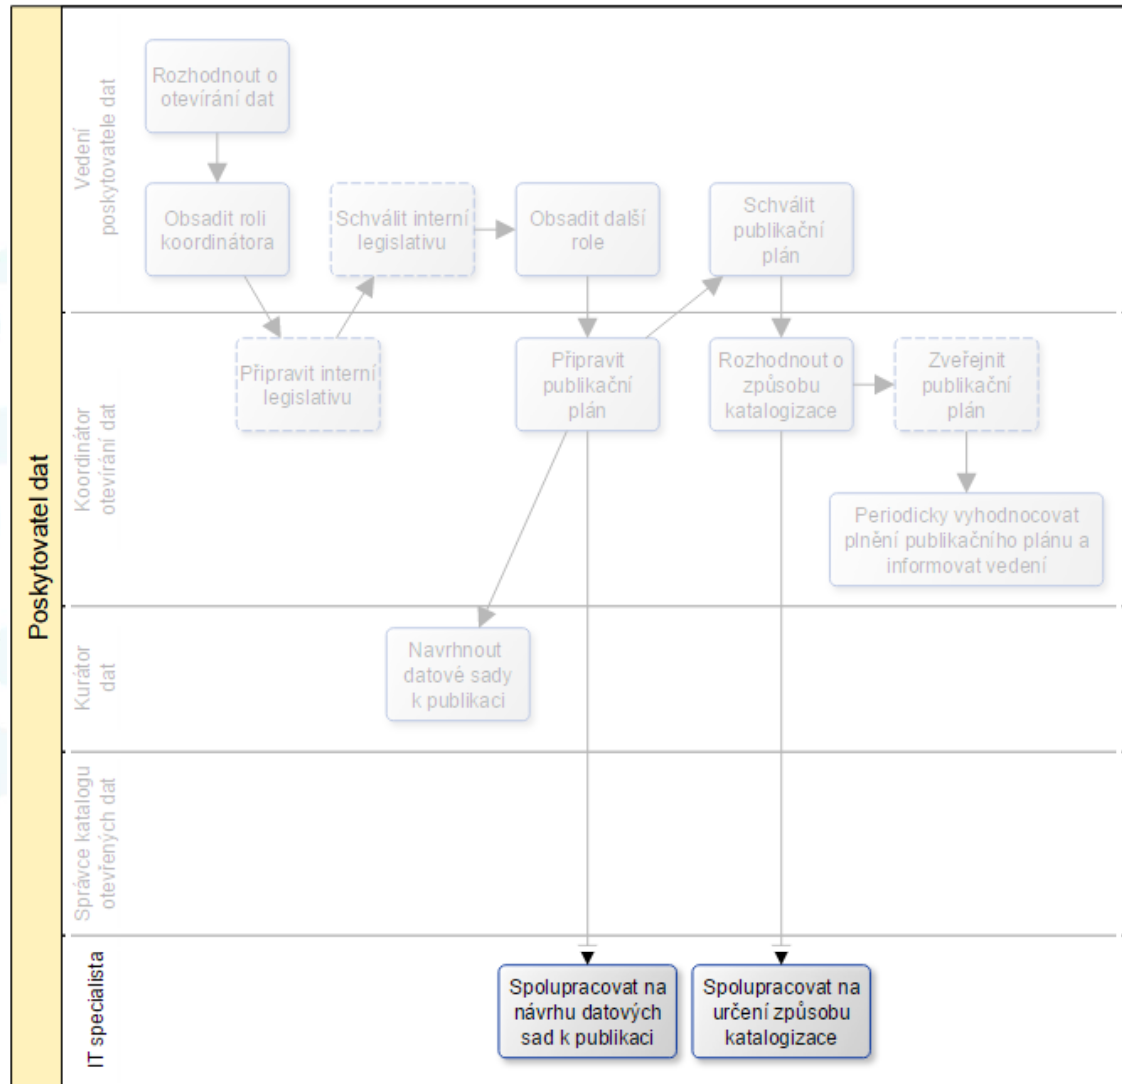 Poskytovatel dat
Vedení
poskytovatele dat
Rozhodnout o
otevírání dat
Obsadit roli
koordinátora
Schválit interní
legislativu
Obsadit další
role
Schválit
publikační
plán
Koordinátor
otevírání dat
Připravit interní
legislativu
Připravit
publikační
plán
Rozhodnout o
způsobu
katalogizace
Zveřejnit
publikační
plán
Periodicky vyhodnocovat
plnění publikačního plánu a
informovat vedení
Kurátor
dat
Navrhnout
datové sady
k publikaci
Správce katalogu
otevřených dat
IT specialista
Spolupracovat na
návrhu datových
sad k publikaci
Spolupracovat na
určení způsobu
katalogizace